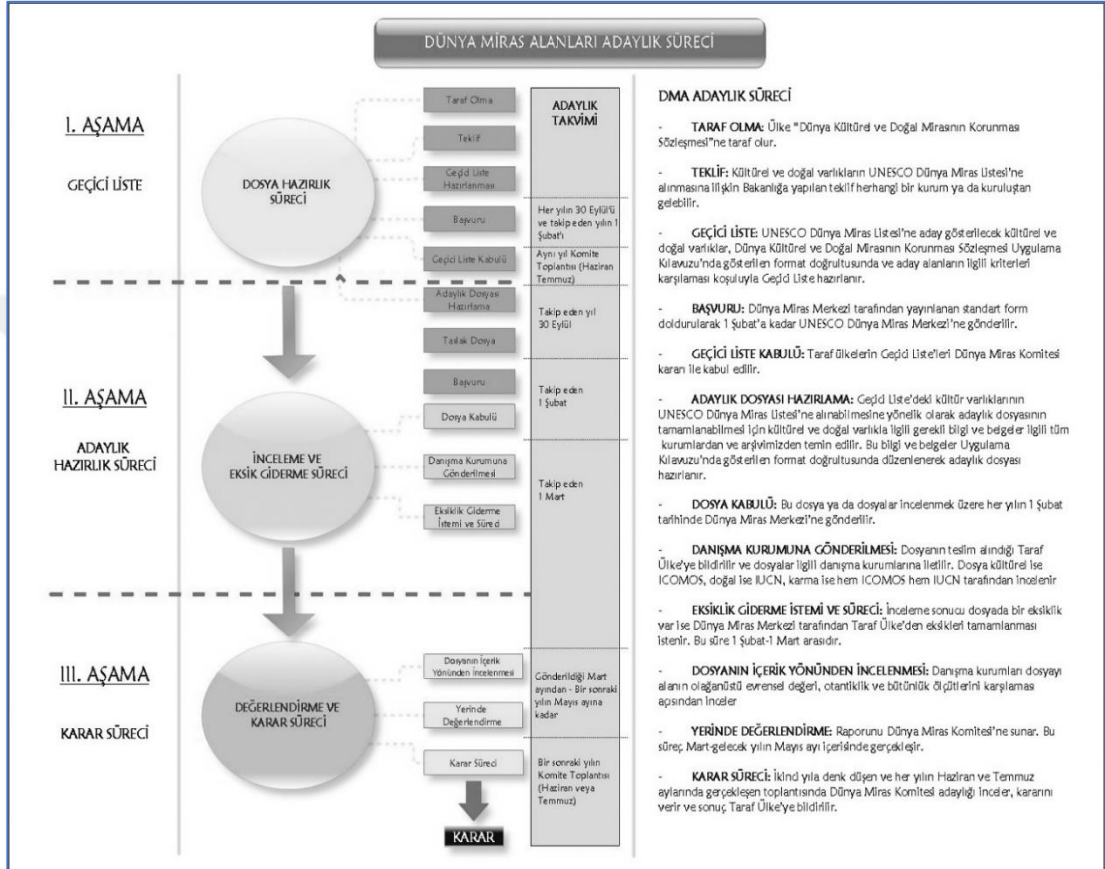 DÜNYA MİRAS ALANLARI ADAYLIK SÜRECİ
I. AŞAMA
GEÇİCİ LİSTE
DOSYA HAZIRLIK
SÜRECİ
Taraf Olma
Teklif
Geçici Liste
Hazırlanması
Başvuru
Geçici Liste Kabulü
Adaylık Dosyası
Hazırlama
Taslak Dosya
Başvuru
II. AŞAMA
ADAYLIK
HAZIRLIK SÜRECİ
İNCELEME VE
EKSİK GİDERME SÜRECİ
Dosya Kabulü
Danışma Kurumuna
Gönderilmesi
Eksiklik Giderme
İstemi ve Süreci
III. AŞAMA
KARAR SÜRECİ
DEĞERLENDİRME VE
KARAR SÜRECİ
Dosyanın İçerik
Yönünden İncelenmesi
Yerinde
Değerlendirme
Karar Süreci
KARAR
ADAYLIK
TAKVİMİ
Her yılın 30 Eylül'ü
ve takip eden yılın 1
Şubat'ı
Aynı yıl Komite
Toplantısı (Haziran
Temmuz)
Takip eden yıl
30 Eylül
Takip eden
1 Şubat
Takip eden
1 Mart
Gönderildiği Mart
ayından - Bir sonraki
yılın Mayıs ayına
kadar
Bir sonraki yılın
Komite Toplantısı
(Haziran veya
Temmuz)
DMA ADAYLIK SÜRECİ
- TARAF OLMA: Ülke "Dünya Kültürel ve Doğal Mirasının Korunması
Sözleşmesi"ne taraf olur.
- TEKLİF: Kültürel ve doğal varlıkların UNESCO Dünya Miras Listesi'ne
alınmasına ilişkin Bakanlığa yapılan teklif herhangi bir kurum ya da kuruluştan
gelebilir.
- GEÇİCİ LİSTE: UNESCO Dünya Miras Listesi'ne aday gösterilecek kültürel ve
doğal varlıklar, Dünya Kültürel ve Doğal Mirasının Korunması Sözleşmesi Uygulama
Kılavuzu'nda gösterilen format doğrultusunda ve aday alanların ilgili kriterleri
karşılaması koşuluyla Geçici Liste hazırlanır.
- BAŞVURU: Dünya Miras Merkezi tarafından yayınlanan standart form
doldurularak 1 Şubat'a kadar UNESCO Dünya Miras Merkezi'ne gönderilir.
- GEÇİCİ LİSTE KABULÜ: Taraf ülkelerin Geçici Liste'leri Dünya Miras Komitesi
kararı ile kabul edilir.
- ADAYLIK DOSYASI HAZIRLAMA: Geçici Liste'deki kültür varlıklarının
UNESCO Dünya Miras Listesi'ne alınabilmesine yönelik olarak adaylık dosyasının
tamamlanabilmesi için kültürel ve doğal varlıkla ilgili gerekli bilgi ve belgeler ilgili tüm
kurumlardan ve arşivimizden temin edilir. Bu bilgi ve belgeler Uygulama
Kılavuzu'nda gösterilen format doğrultusunda düzenlenerek adaylık dosyası
hazırlanır.
- DOSYA KABULÜ: Bu dosya ya da dosyalar incelenmek üzere her yılın 1 Şubat
tarihinde Dünya Miras Merkezi'ne gönderilir.
- DANIŞMA KURUMUNA GÖNDERİLMESİ: Dosyanın teslim alındığı Taraf
Ülke'ye bildirilir ve dosyalar ilgili danışma kurumlarına iletilir. Dosya kültürel ise
ICOMOS, doğal ise IUCN, karma ise hem ICOMOS hem IUCN tarafından incelenir
- EKSİKLİK GİDERME İSTEMİ VE SÜRECİ: İnceleme sonucu dosyada bir eksiklik
var ise Dünya Miras Merkezi tarafından Taraf Ülke'den eksikleri tamamlanması
istenir. Bu süre 1 Şubat-1 Mart arasıdır.
- DOSYANIN İÇERİK YÖNÜNDEN İNCELENMESİ: Danışma kurumları dosyayı
alanın olağanüstü evrensel değeri, otantiklik ve bütünlük ölçütlerini karşılaması
açısından inceler
- YERİNDE DEĞERLENDİRME: Raporunu Dünya Miras Komitesi'ne sunar. Bu
süreç Mart-gelecek yılın Mayıs ayı içerisinde gerçekleşir.
- KARAR SÜRECİ: İkinci yıla denk düşen ve her yılın Haziran ve Temmuz
aylarında gerçekleşen toplantısında Dünya Miras Komitesi adaylığı inceler, kararını
verir ve sonuç Taraf Ülke'ye bildirilir.